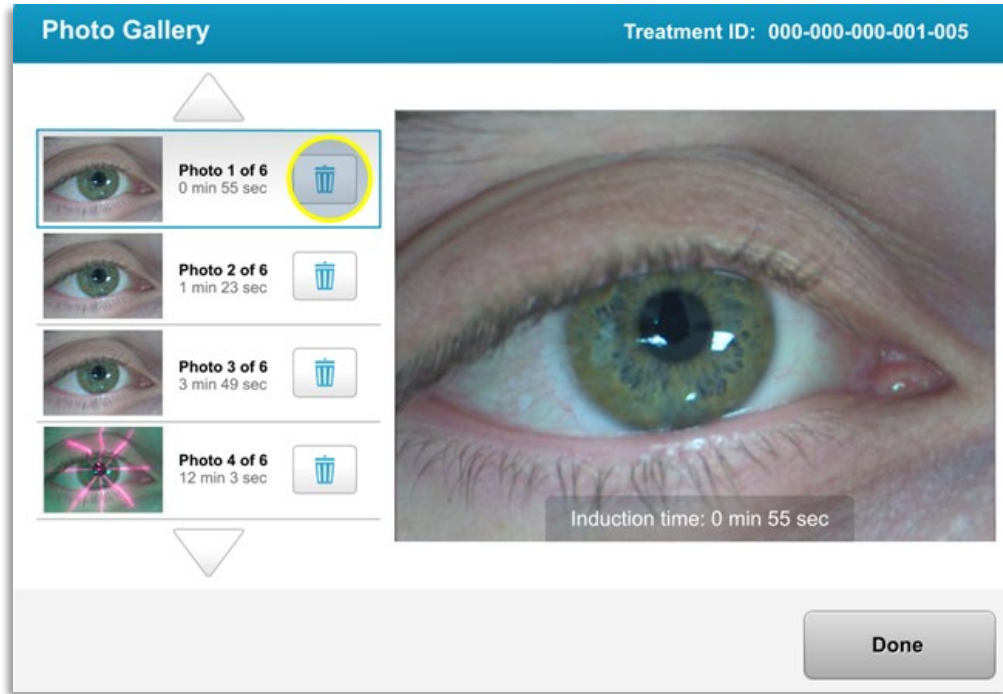 Photo Gallery
Treatment ID: 000-000-000-001-005
Photo 1 of 6
0 min 55 sec
Photo 2 of 6
1 min 23 sec
Photo 3 of 6
3 min 49 sec
Photo 4 of 6
12 min 3 sec
Induction time: 0 min 55 sec
Done